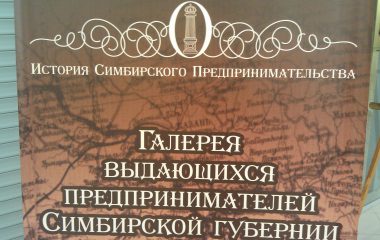 История Симбирского Предпринимательства
Галерея
выдающихся
предпринимателей
Симбирской губернии